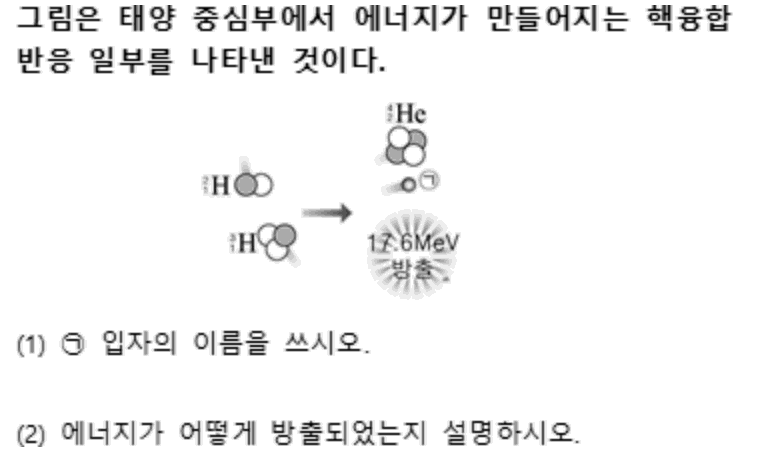 그림은 태양 중심부에서 에너지가 만들어지는 핵융합
반응 일부를 나타낸 것이다.
⁴₂He
²₁H
㉠
³₁H
17.6MeV
방출
(1) ㉠ 입자의 이름을 쓰시오.
(2) 에너지가 어떻게 방출되었는지 설명하시오.